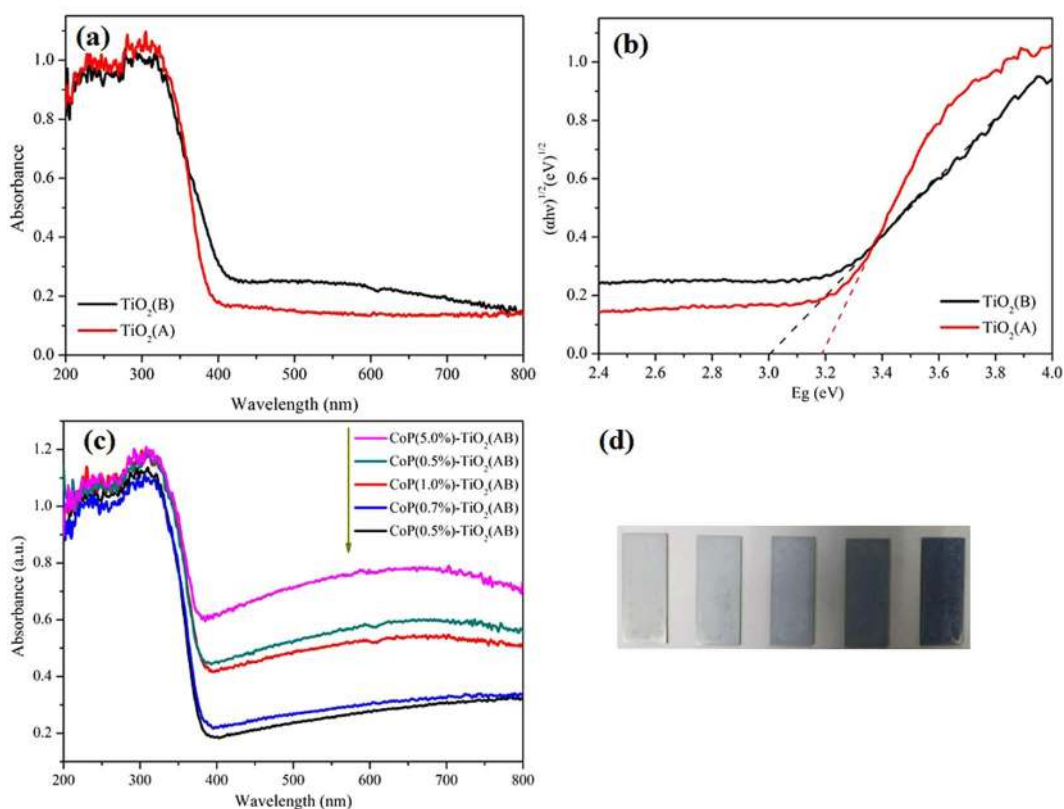 (a)
1.0
0.8
0.6
0.4
0.2
0.0
Absorbance
TiO₂(B)
TiO₂(A)
200 300 400 500 600 700 800
Wavelength (nm)
(b)
1.0
0.8
0.6
0.4
0.2
0.0
(αhv)^1/2 (eV)^1/2
TiO₂(B)
TiO₂(A)
2.4 2.6 2.8 3.0 3.2 3.4 3.6 3.8 4.0
Eg (eV)
(c)
1.2
1.0
0.8
0.6
0.4
0.2
Absorbance (a.u.)
CoP(5.0%)-TiO₂(AB)
CoP(0.5%)-TiO₂(AB)
CoP(1.0%)-TiO₂(AB)
CoP(0.7%)-TiO₂(AB)
CoP(0.5%)-TiO₂(AB)
200 300 400 500 600 700 800
Wavelength (nm)
(d)